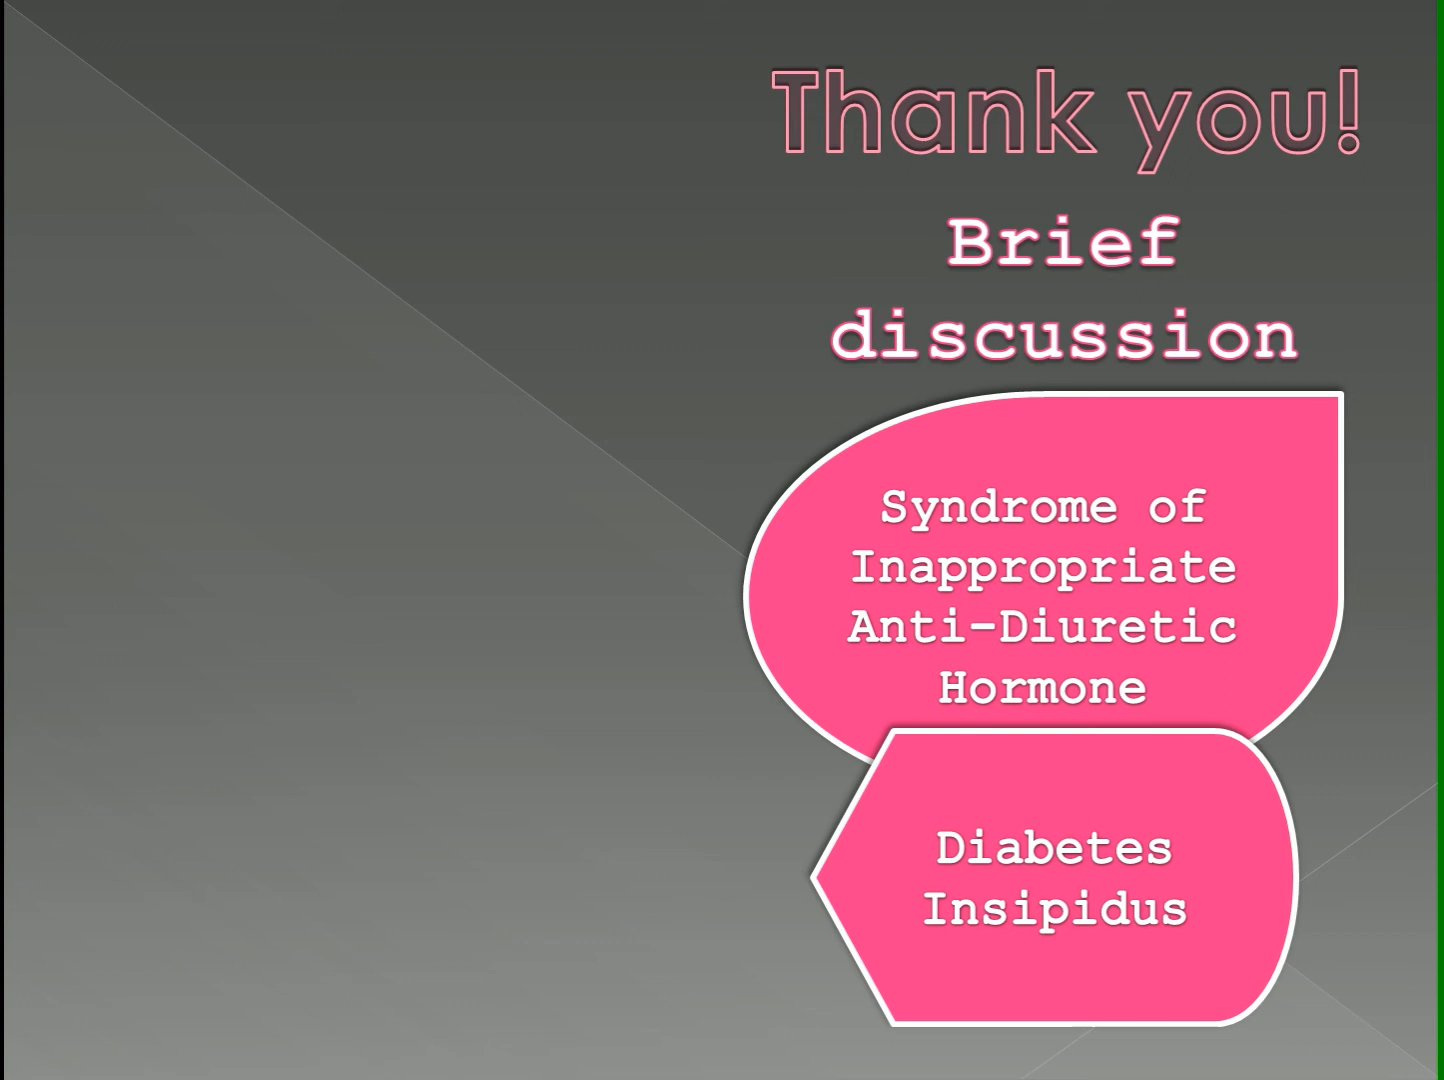 Thank you!
Brief
discussion
Syndrome of
Inappropriate
Anti-Diuretic
Hormone
Diabetes
Insipidus